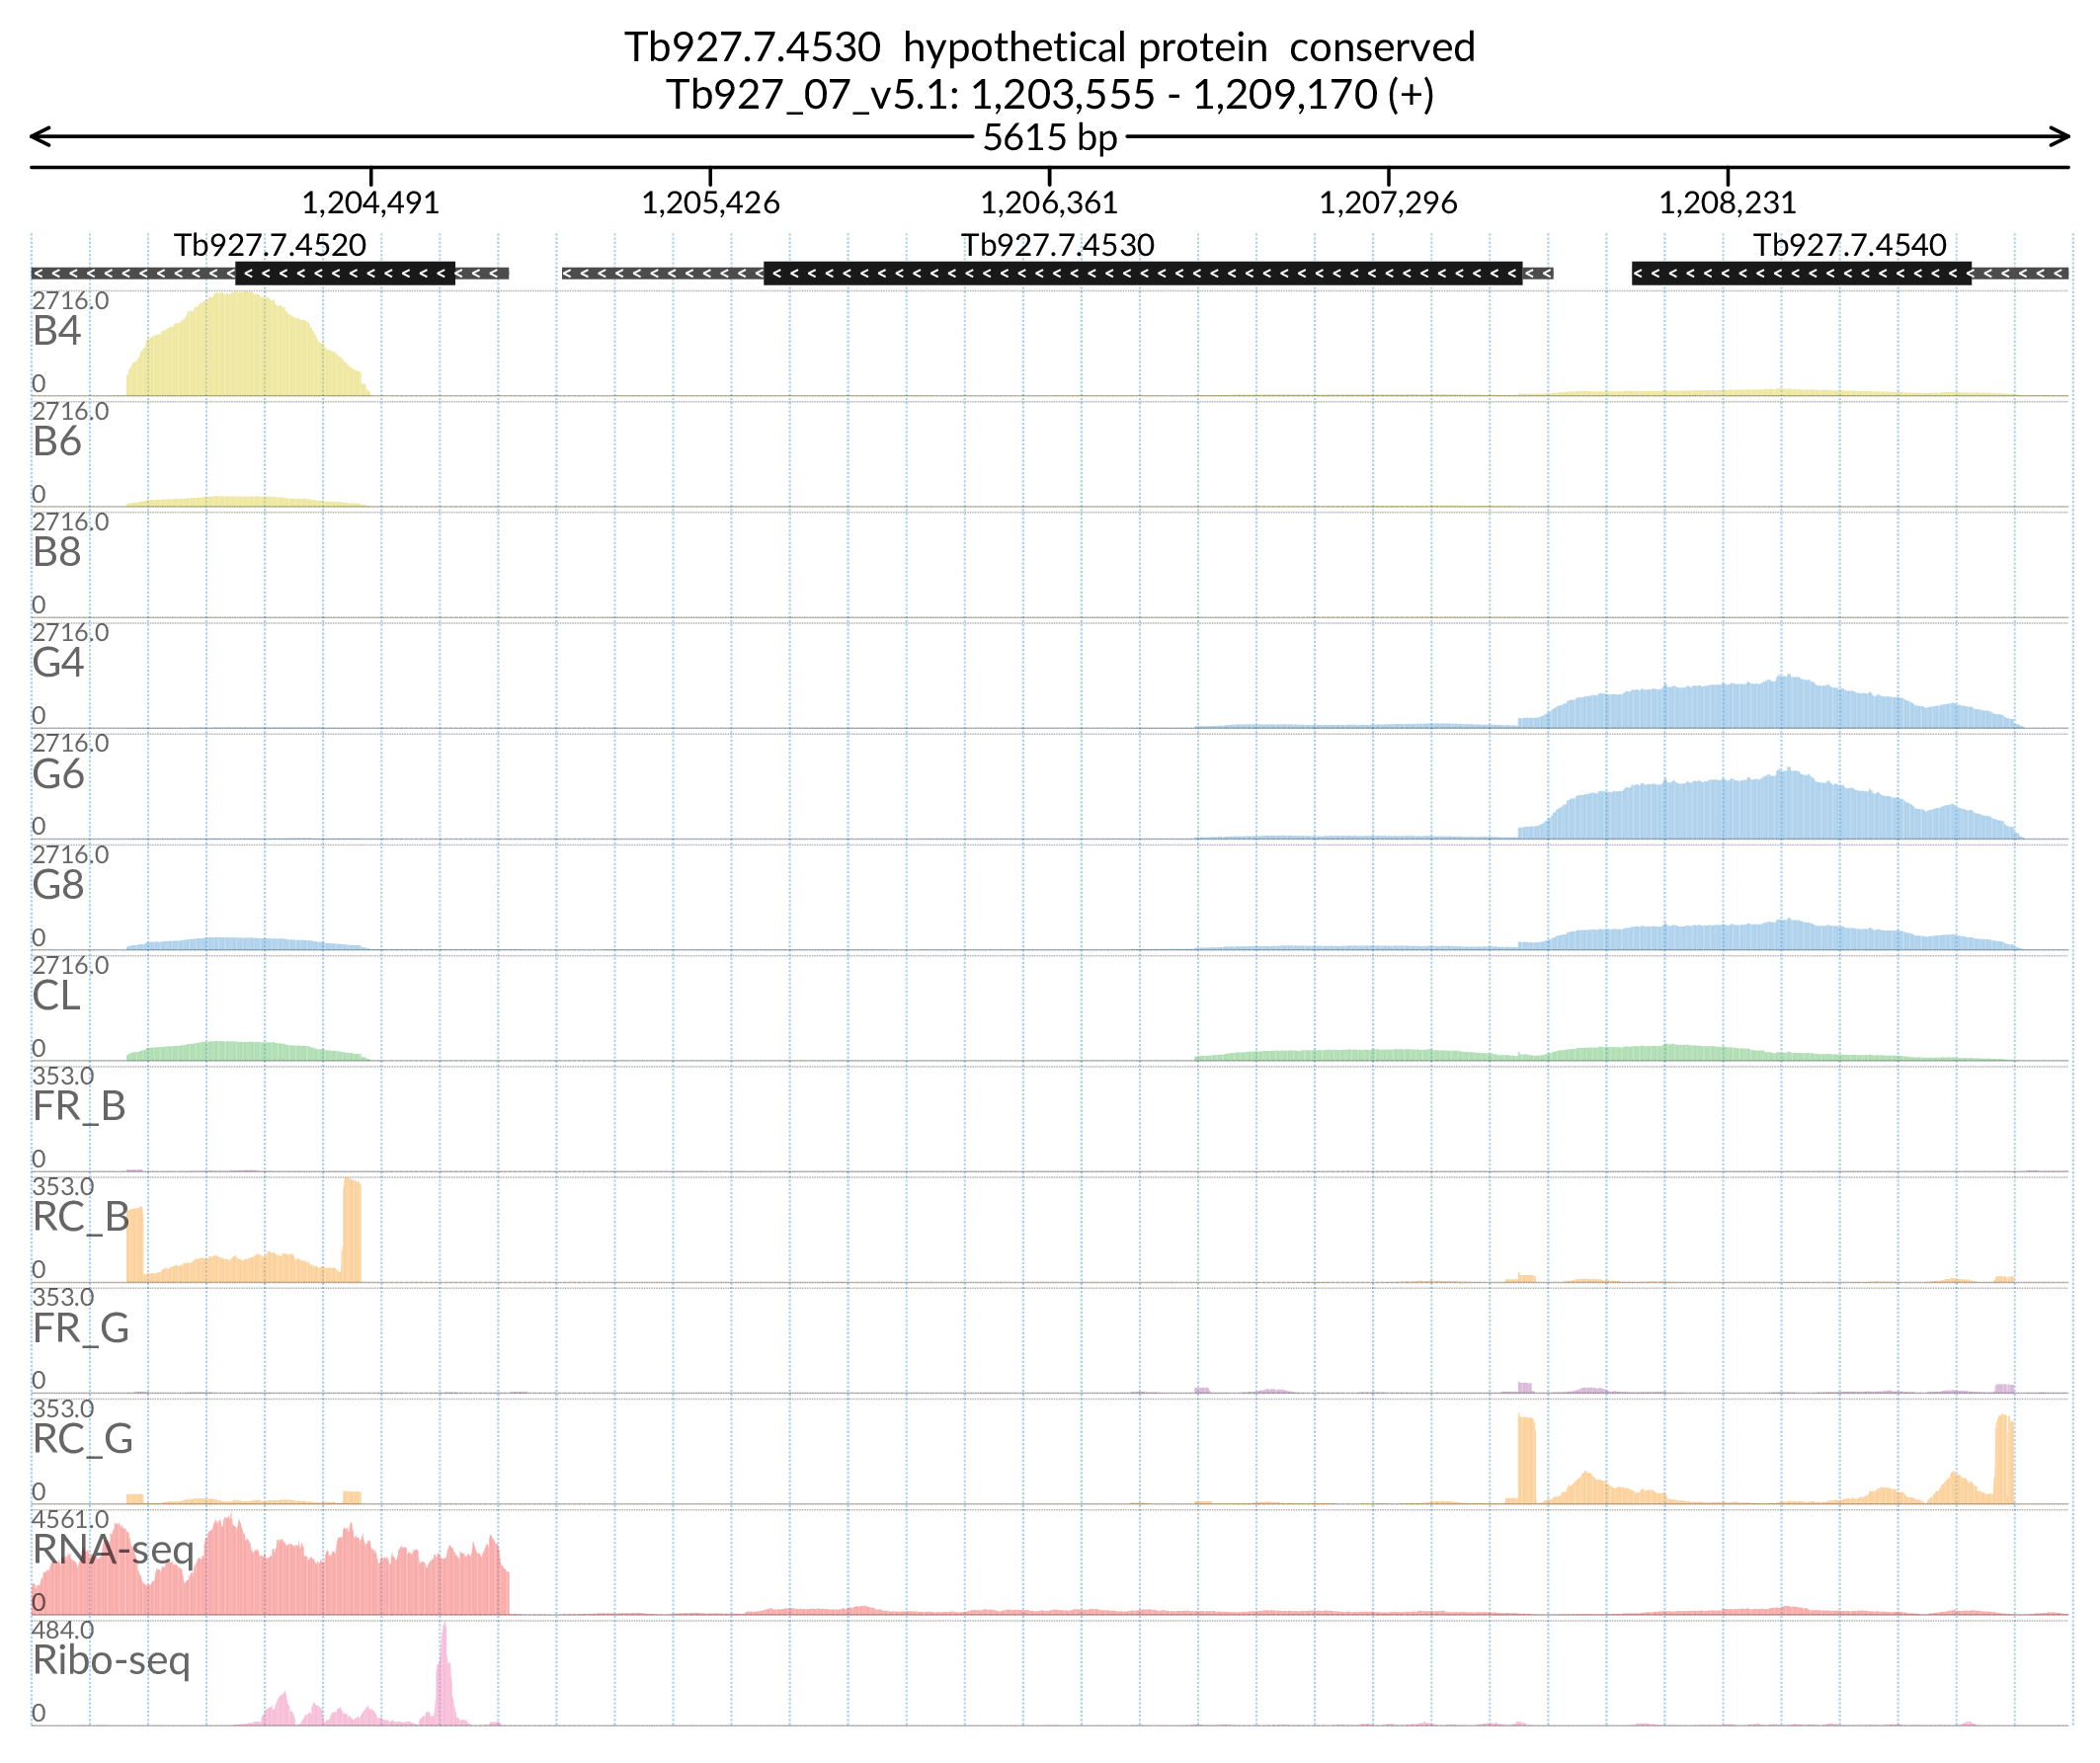 Tb927.7.4530  hypothetical protein  conserved
Tb927_07_v5.1: 1,203,555 - 1,209,170 (+)
5615 bp
1,204,491 1,205,426 1,206,361 1,207,296 1,208,231
Tb927.7.4520 Tb927.7.4530 Tb927.7.4540
2716.0
B4
0
2716.0
B6
0
2716.0
B8
0
2716.0
G4
0
2716.0
G6
0
2716.0
G8
0
2716.0
CL
0
353.0
FR_B
0
353.0
RC_B
0
353.0
FR_G
0
353.0
RC_G
0
4561.0
RNA-seq
0
484.0
Ribo-seq
0